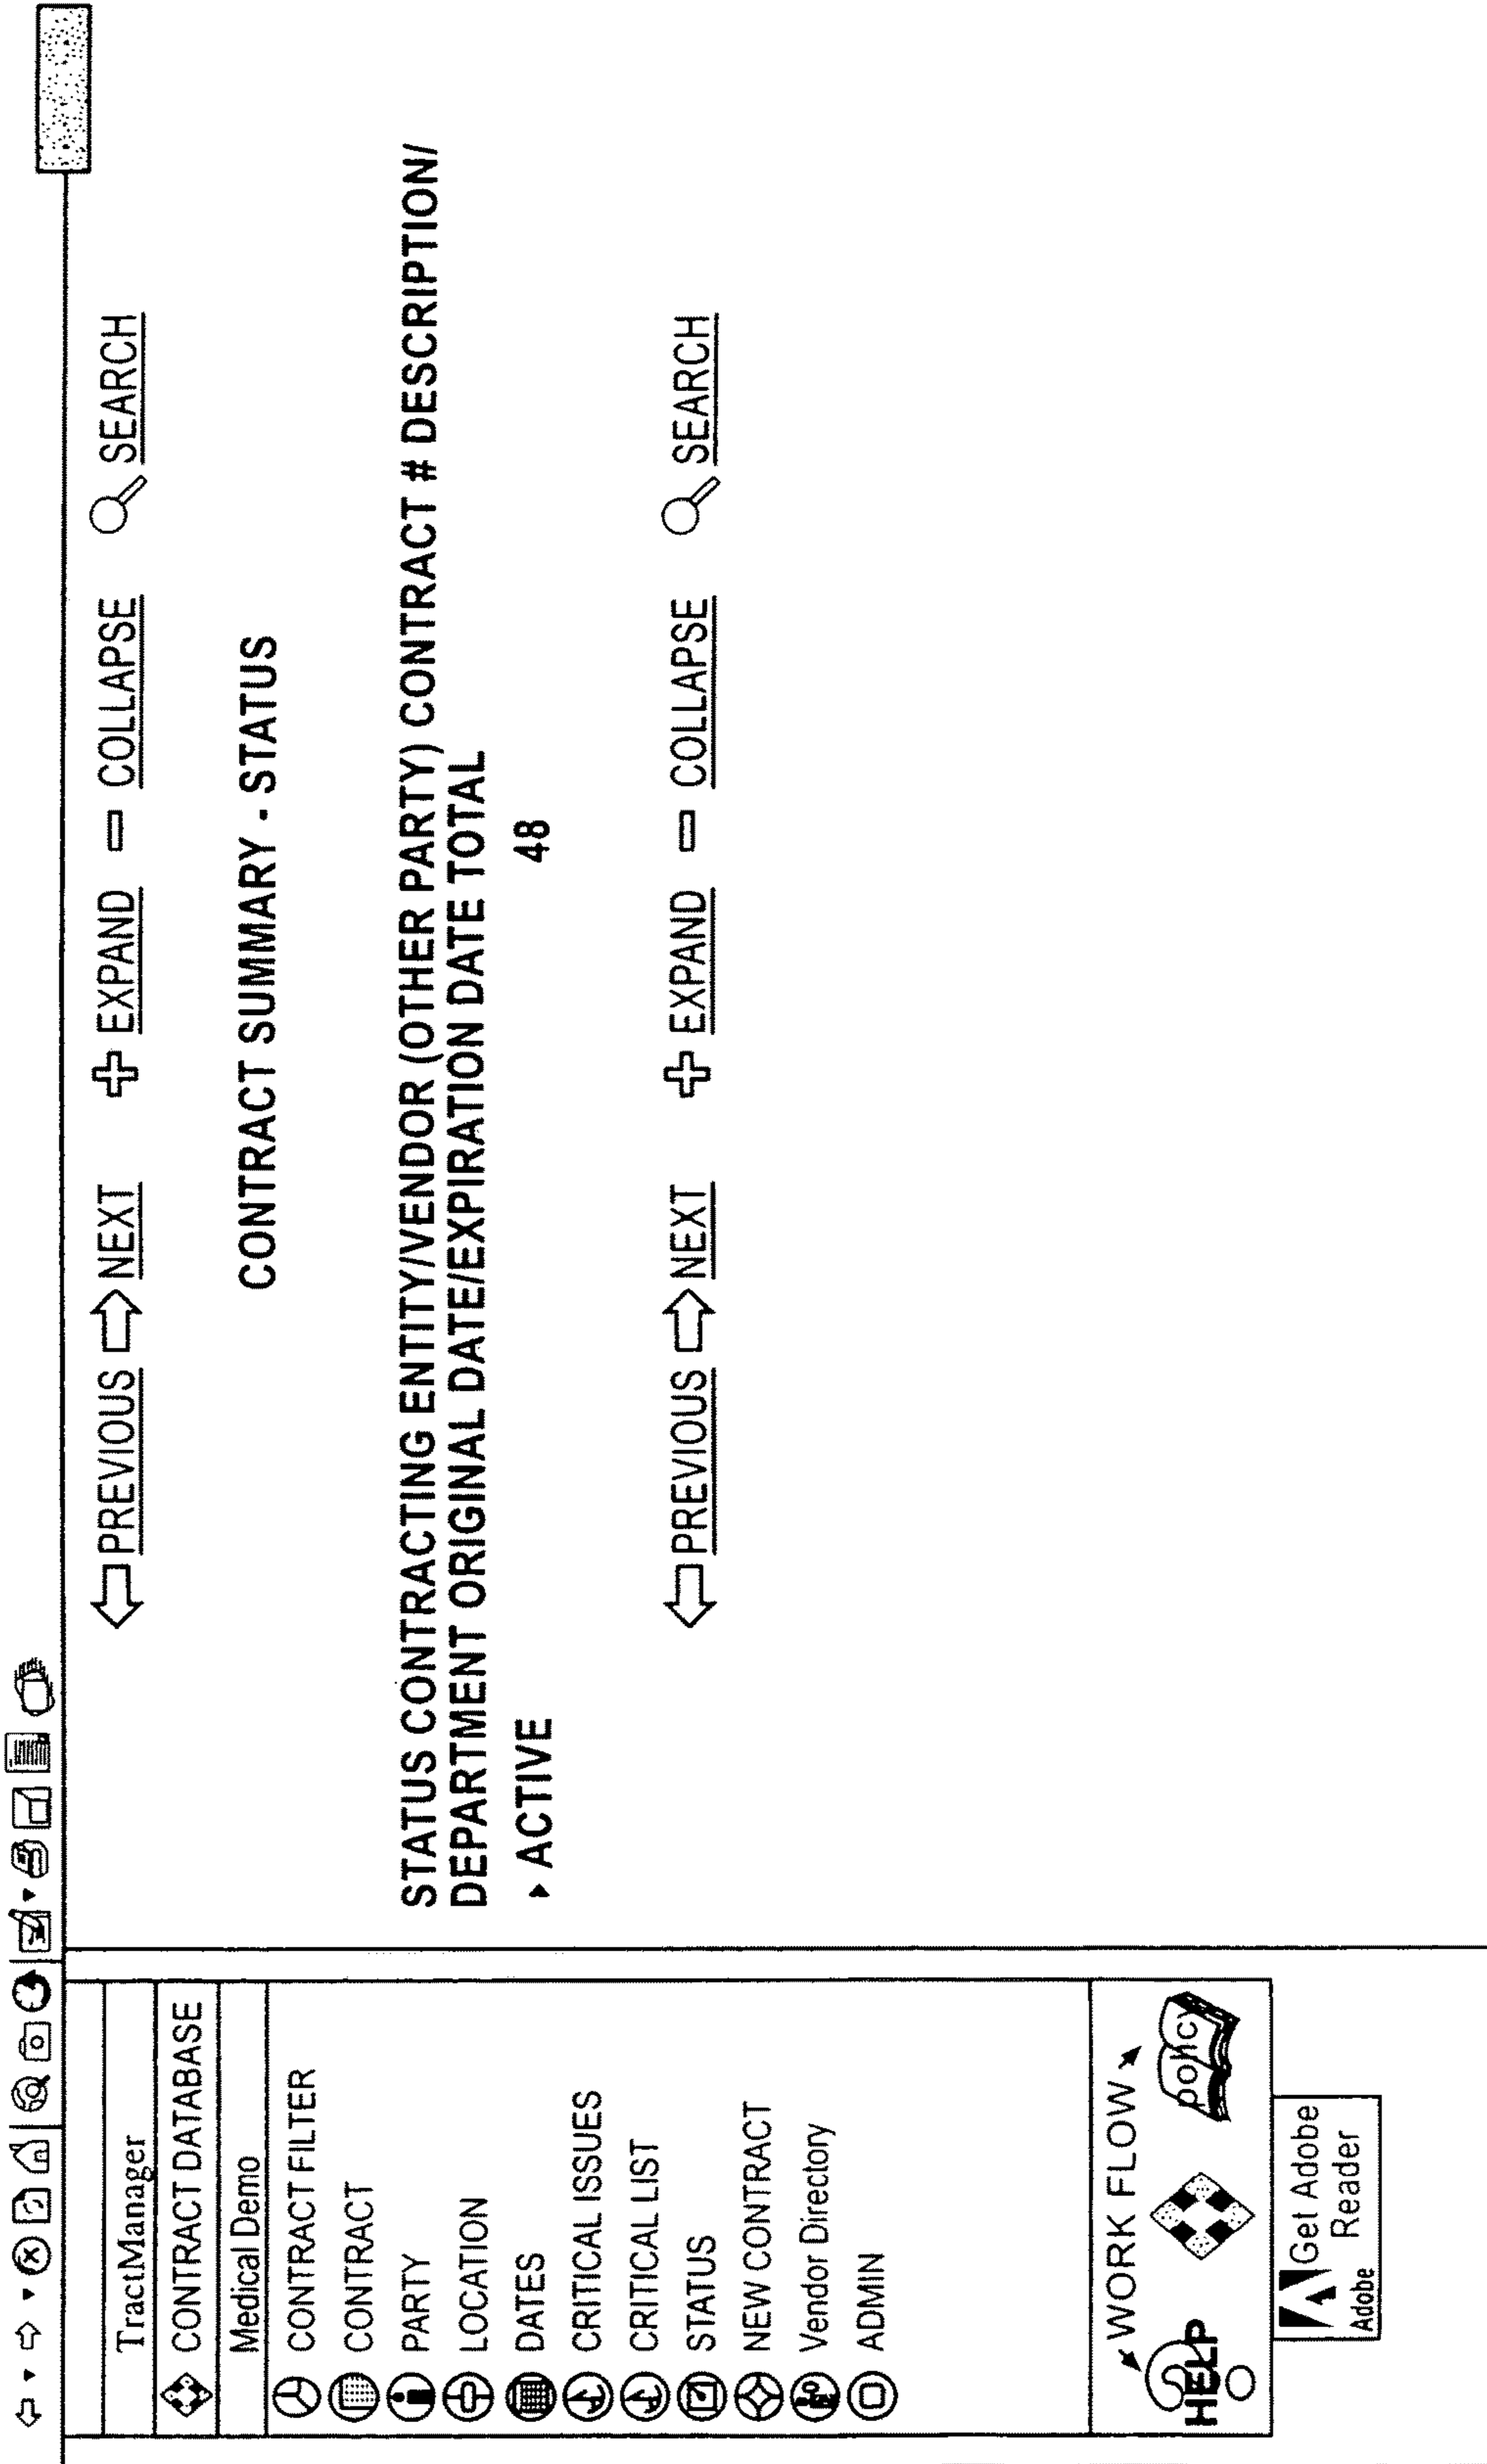 TractManager
CONTRACT DATABASE
Medical Demo
CONTRACT FILTER
CONTRACT
PARTY
LOCATION
DATES
CRITICAL ISSUES
CRITICAL LIST
STATUS
NEW CONTRACT
Vendor Directory
ADMIN
WORK FLOW
HELP
policy
Get Adobe
Reader
Adobe
PREVIOUS NEXT EXPAND COLLAPSE SEARCH
CONTRACT SUMMARY - STATUS
STATUS CONTRACTING ENTITY/VENDOR (OTHER PARTY) CONTRACT # DESCRIPTION/
DEPARTMENT ORIGINAL DATE/EXPIRATION DATE TOTAL
ACTIVE 48
PREVIOUS NEXT EXPAND COLLAPSE SEARCH